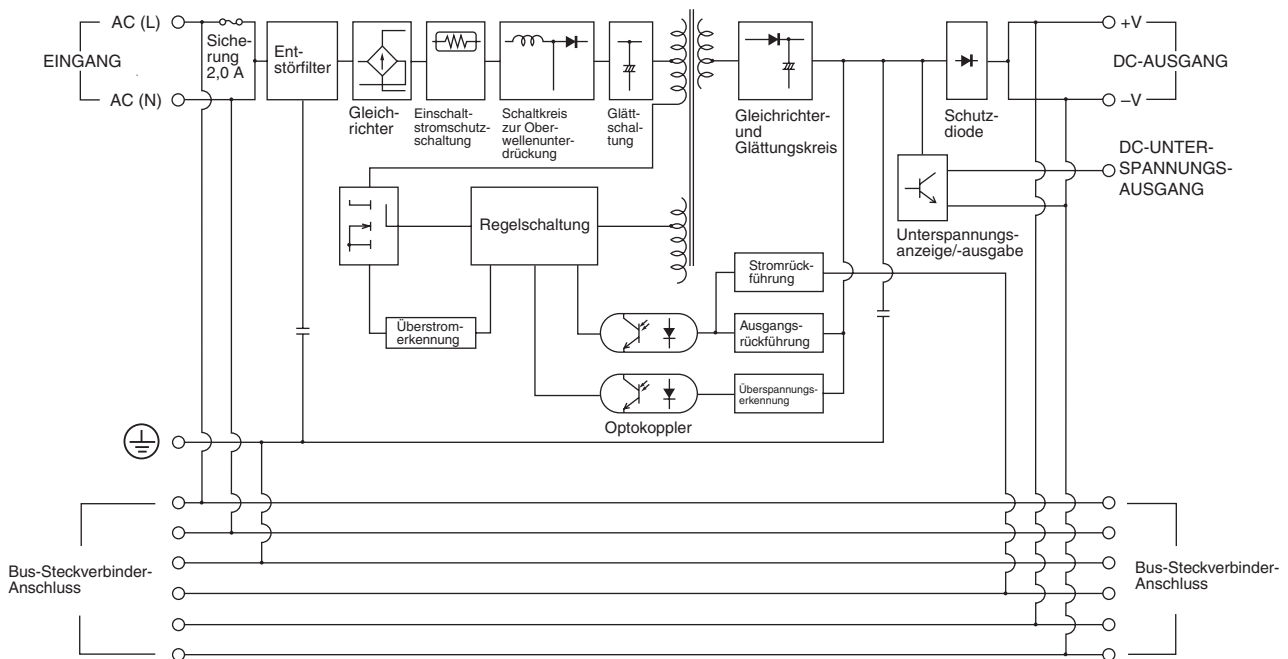 AC (L)
EINGANG
AC (N)
Siche-
rung
2,0 A
Ent-
störfilter
Gleich-
richter
Einschalt-
stromschutz-
schaltung
Schaltkreis
zur Ober-
wellenunter-
drückung
Glätt-
schal-
tung
Gleichrichter-
und
Glättungskreis
Schutz-
diode
+V
DC-AUSGANG
–V
DC-UNTER-
SPANNUNGS-
AUSGANG
Unterspannungs-
anzeige/-ausgabe
Regelschaltung
Überstrom-
erkennung
Stromrück-
führung
Ausgangs-
rückführung
Überspannungs-
erkennung
Optokoppler
Bus-Steckverbinder-
Anschluss
Bus-Steckverbinder-
Anschluss